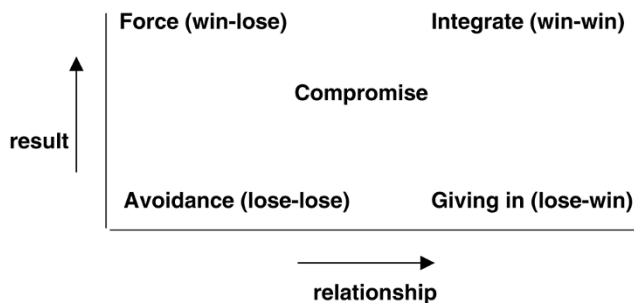 Force (win-lose)
Integrate (win-win)
Compromise
result
Avoidance (lose-lose)
Giving in (lose-win)
relationship